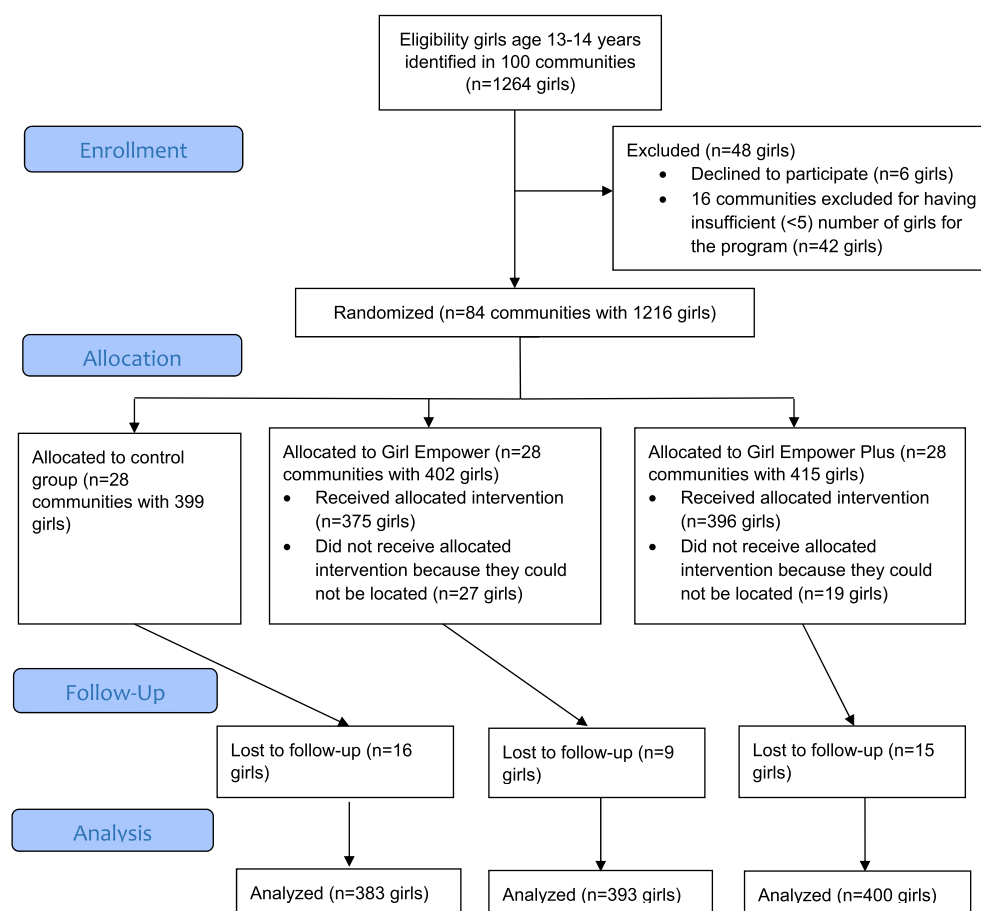 Eligibility girls age 13-14 years
identified in 100 communities
(n=1264 girls)
Enrollment
Excluded (n=48 girls)
• Declined to participate (n=6 girls)
• 16 communities excluded for having
insufficient (<5) number of girls for
the program (n=42 girls)
Randomized (n=84 communities with 1216 girls)
Allocation
Allocated to control
group (n=28
communities with 399
girls)
Allocated to Girl Empower (n=28
communities with 402 girls)
• Received allocated intervention
(n=375 girls)
• Did not receive allocated
intervention because they could
not be located (n=27 girls)
Allocated to Girl Empower Plus (n=28
communities with 415 girls)
• Received allocated intervention
(n=396 girls)
• Did not receive allocated
intervention because they could
not be located (n=19 girls)
Follow-Up
Lost to follow-up (n=16
girls)
Lost to follow-up (n=9
girls)
Lost to follow-up (n=15
girls)
Analysis
Analyzed (n=383 girls)
Analyzed (n=393 girls)
Analyzed (n=400 girls)